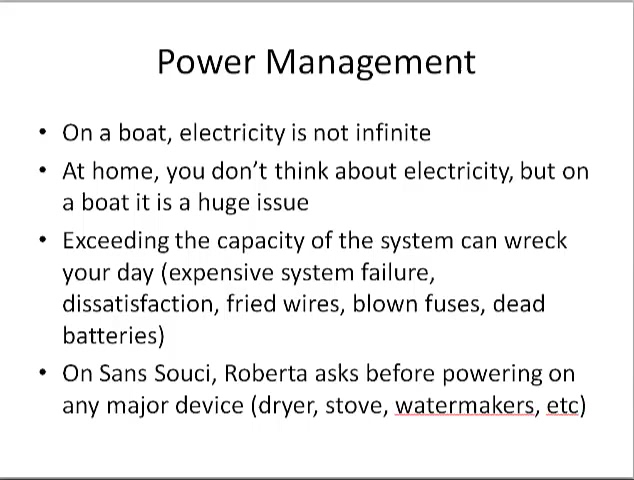 Power Management
• On a boat, electricity is not infinite
• At home, you don't think about electricity, but on
a boat it is a huge issue
• Exceeding the capacity of the system can wreck
your day (expensive system failure,
dissatisfaction, fried wires, blown fuses, dead
batteries)
• On Sans Souci, Roberta asks before powering on
any major device (dryer, stove, watermakers, etc)